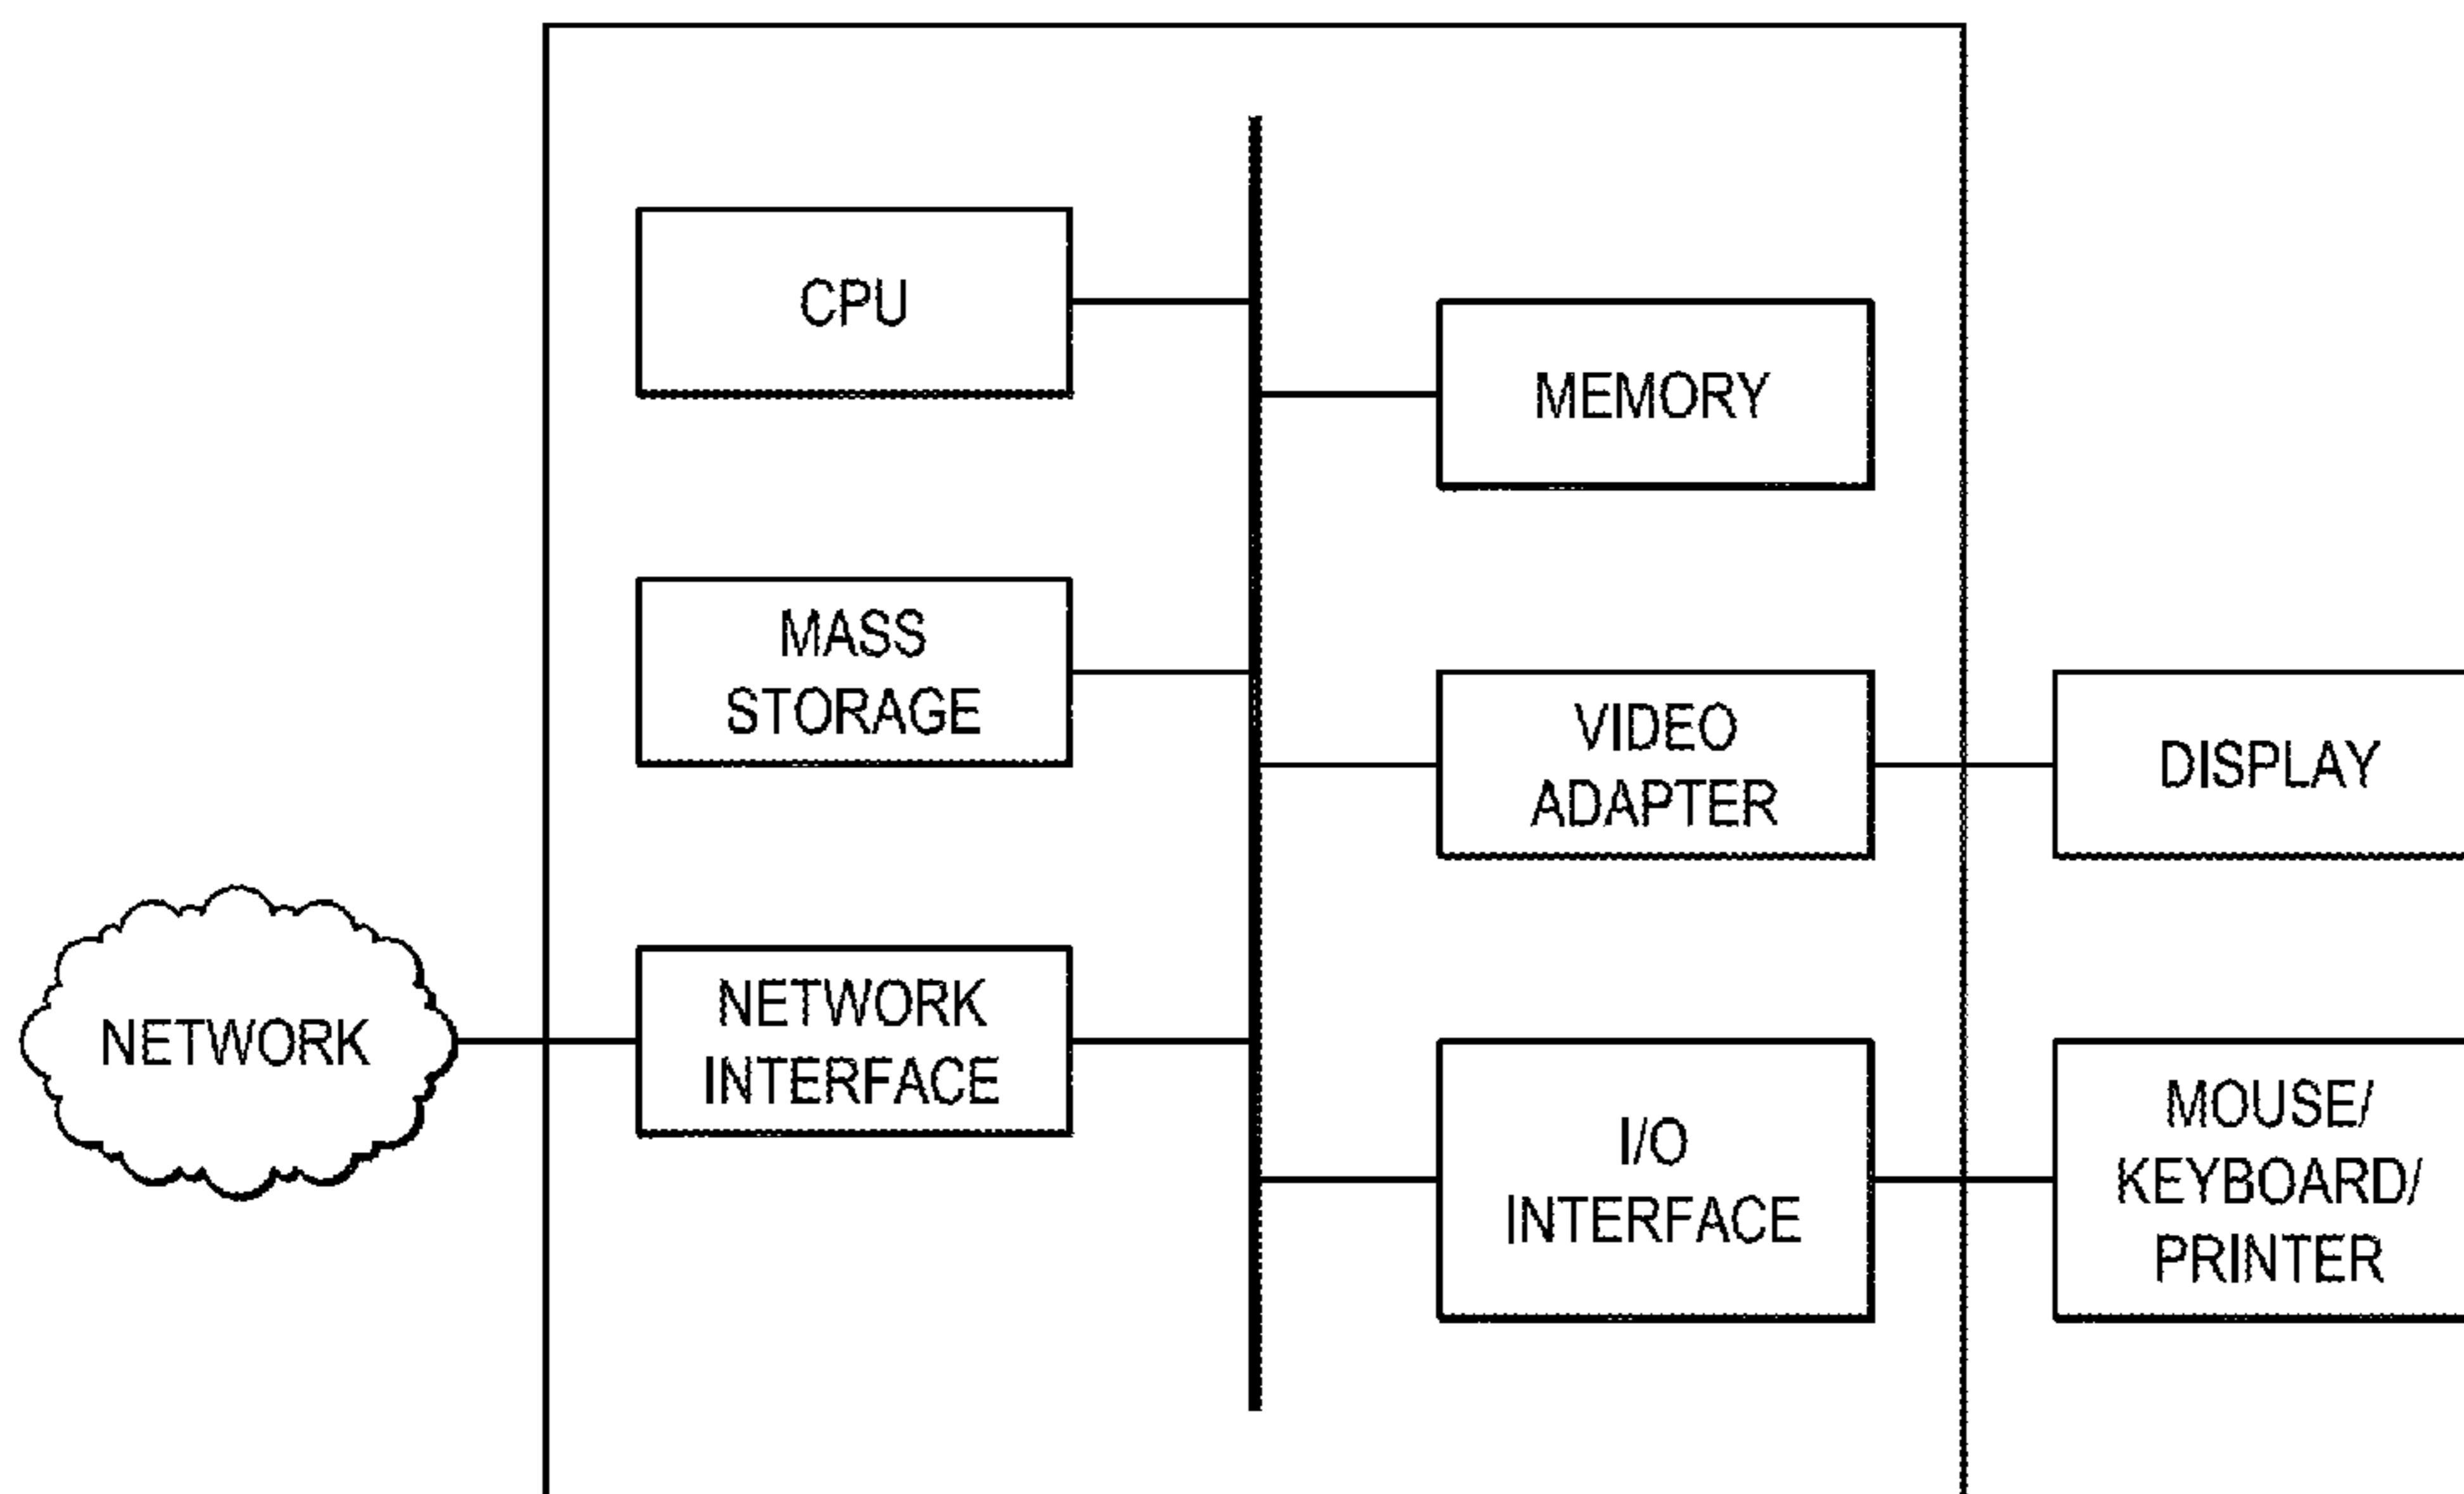 CPU
MEMORY
MASS
STORAGE
VIDEO
ADAPTER
DISPLAY
NETWORK
NETWORK
INTERFACE
I/O
INTERFACE
MOUSE/
KEYBOARD/
PRINTER